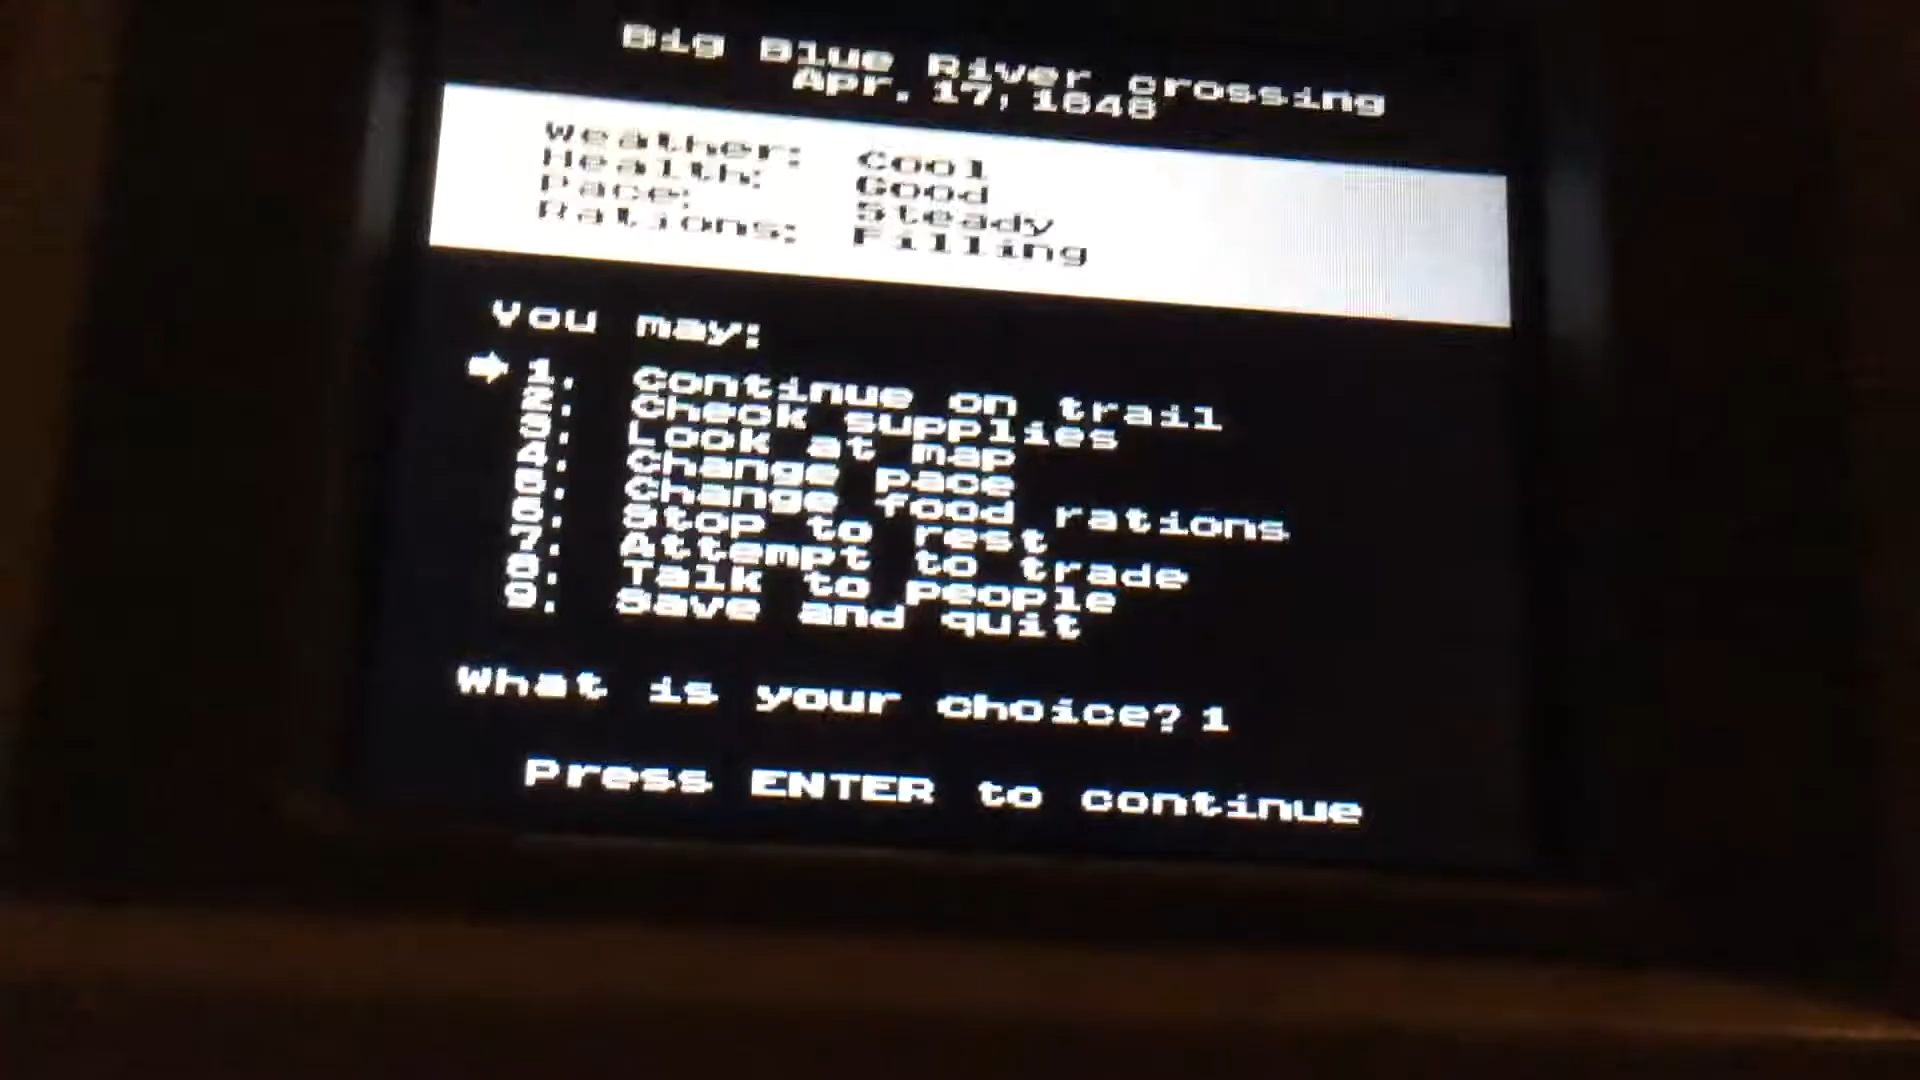 Big Blue River crossing
Apr. 17, 1848
Weather: Cool
Health: Good
Pace: Steady
Rations: Filling
You may:
1. Continue on trail
2. Check supplies
3. Look at map
4. Change pace
5. Change food rations
6. Stop to rest
7. Attempt to trade
8. Talk to people
9. Save and quit
What is your choice? 1
Press ENTER to continue